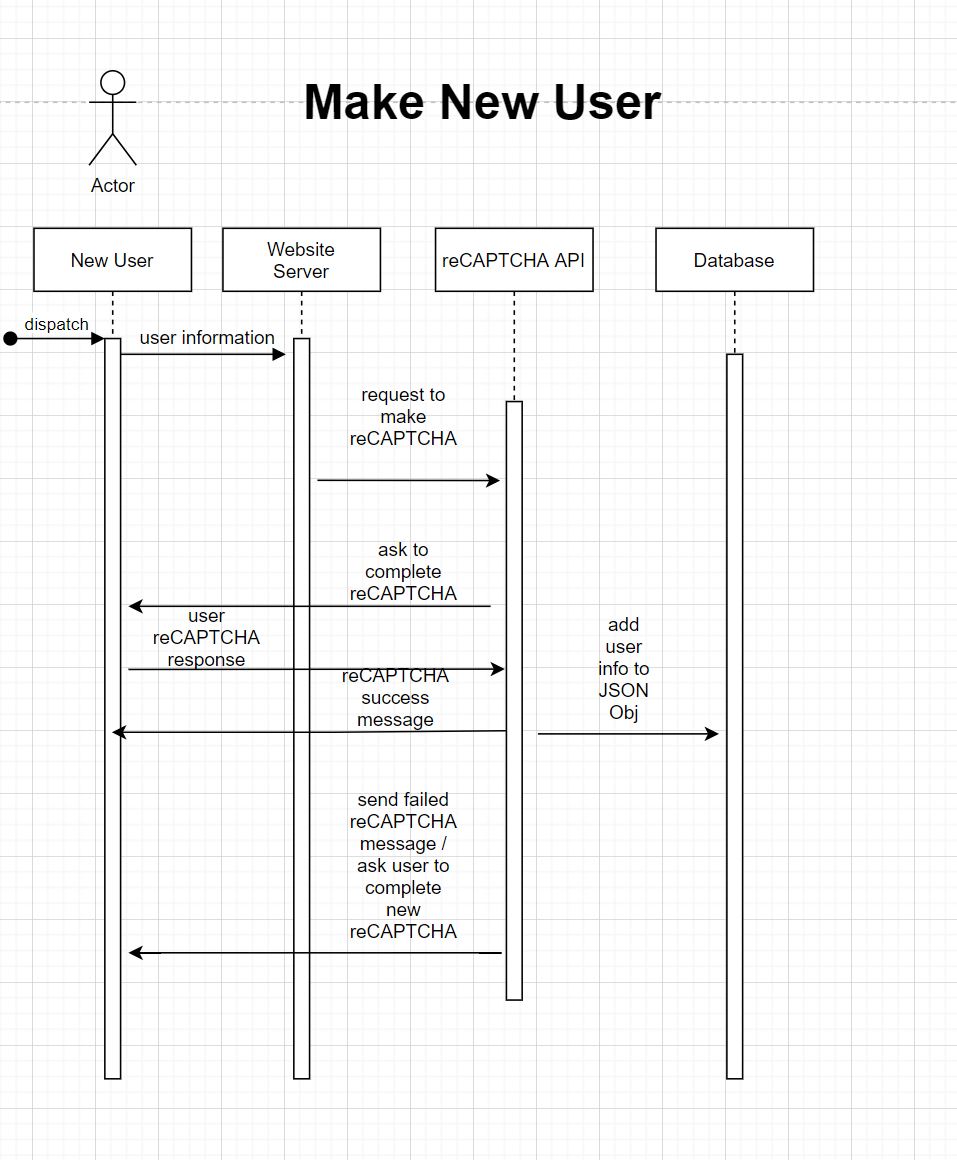 Make New User
Actor
New User
Website
Server
reCAPTCHA API
Database
dispatch
user information
request to
make
reCAPTCHA
ask to
complete
reCAPTCHA
user
reCAPTCHA
response
add
user
info to
JSON
Obj
reCAPTCHA
success
message
send failed
reCAPTCHA
message /
ask user to
complete
new
reCAPTCHA